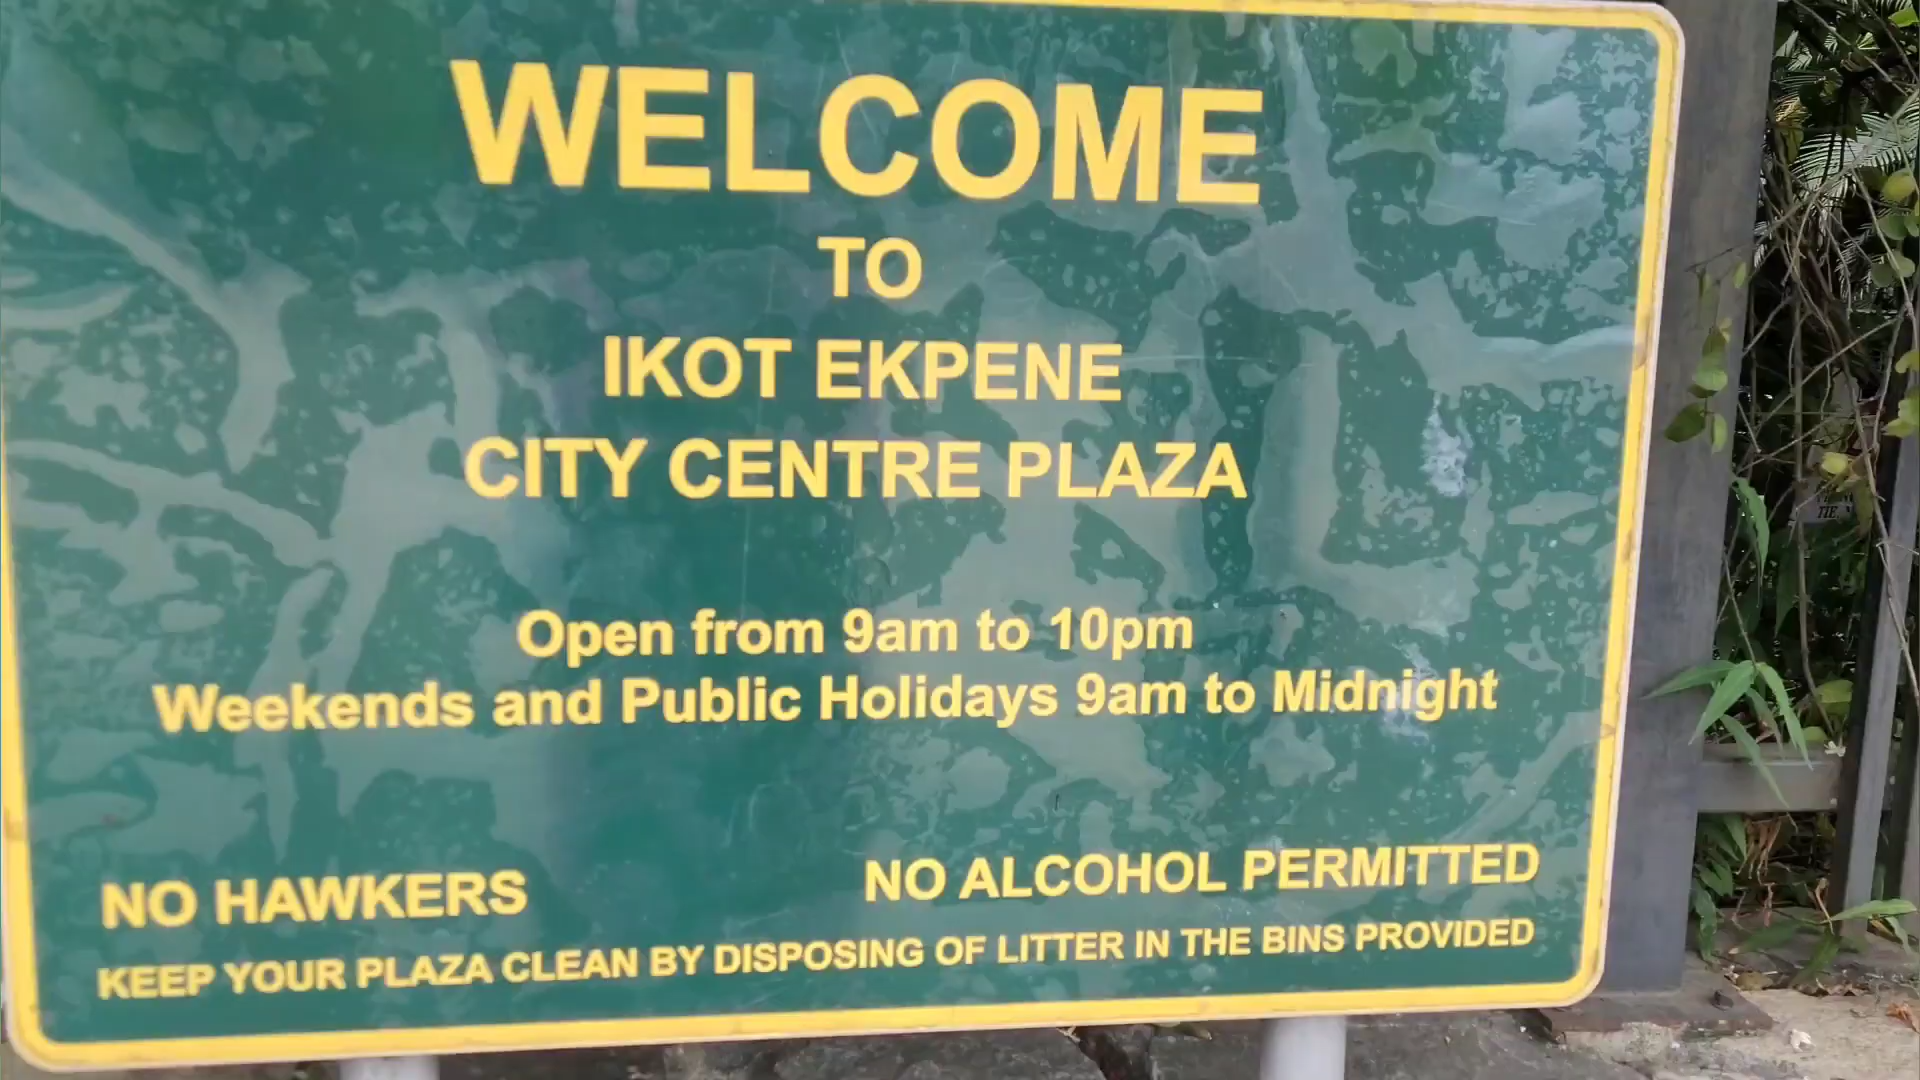 WELCOME
TO
IKOT EKPENE
CITY CENTRE PLAZA
Open from 9am to 10pm
Weekends and Public Holidays 9am to Midnight
NO HAWKERS
NO ALCOHOL PERMITTED
KEEP YOUR PLAZA CLEAN BY DISPOSING OF LITTER IN THE BINS PROVIDED